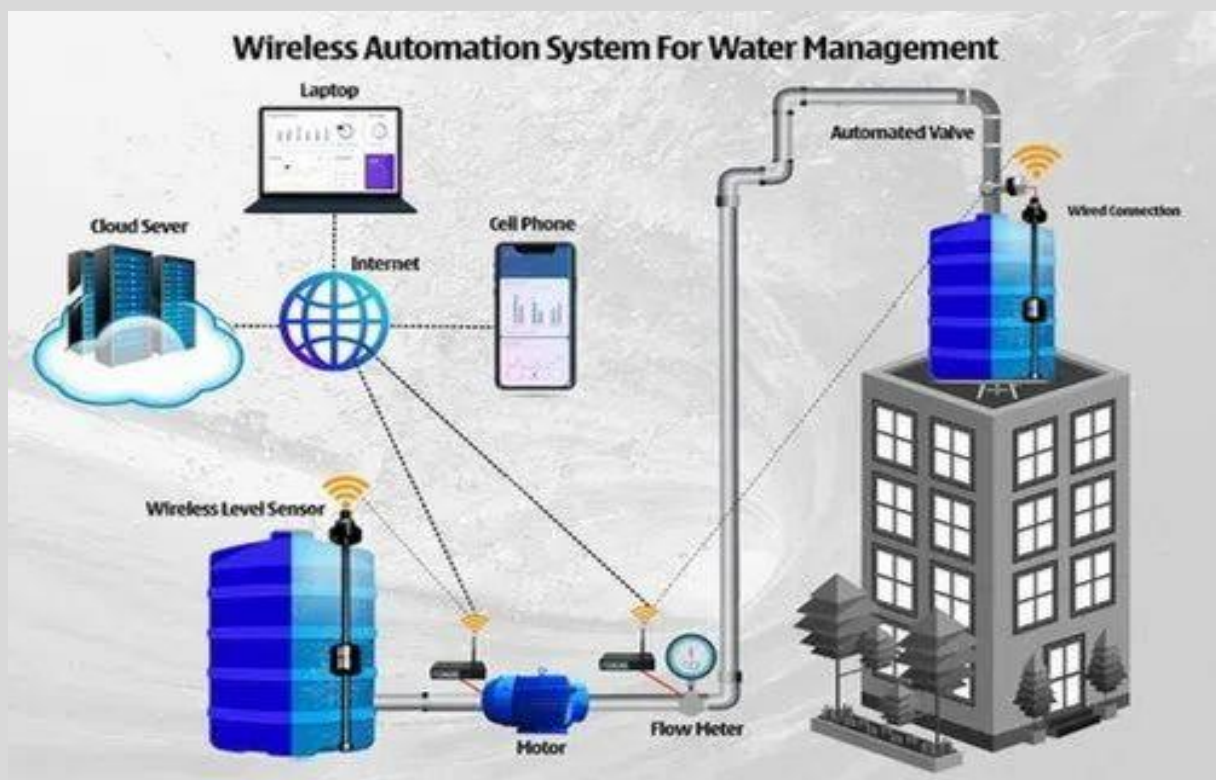 Wireless Automation System For Water Management
Laptop
Automated Valve
Cloud Sever
Cell Phone
Wired Connection
Internet
Wireless Level Sensor
Motor
Flow Meter